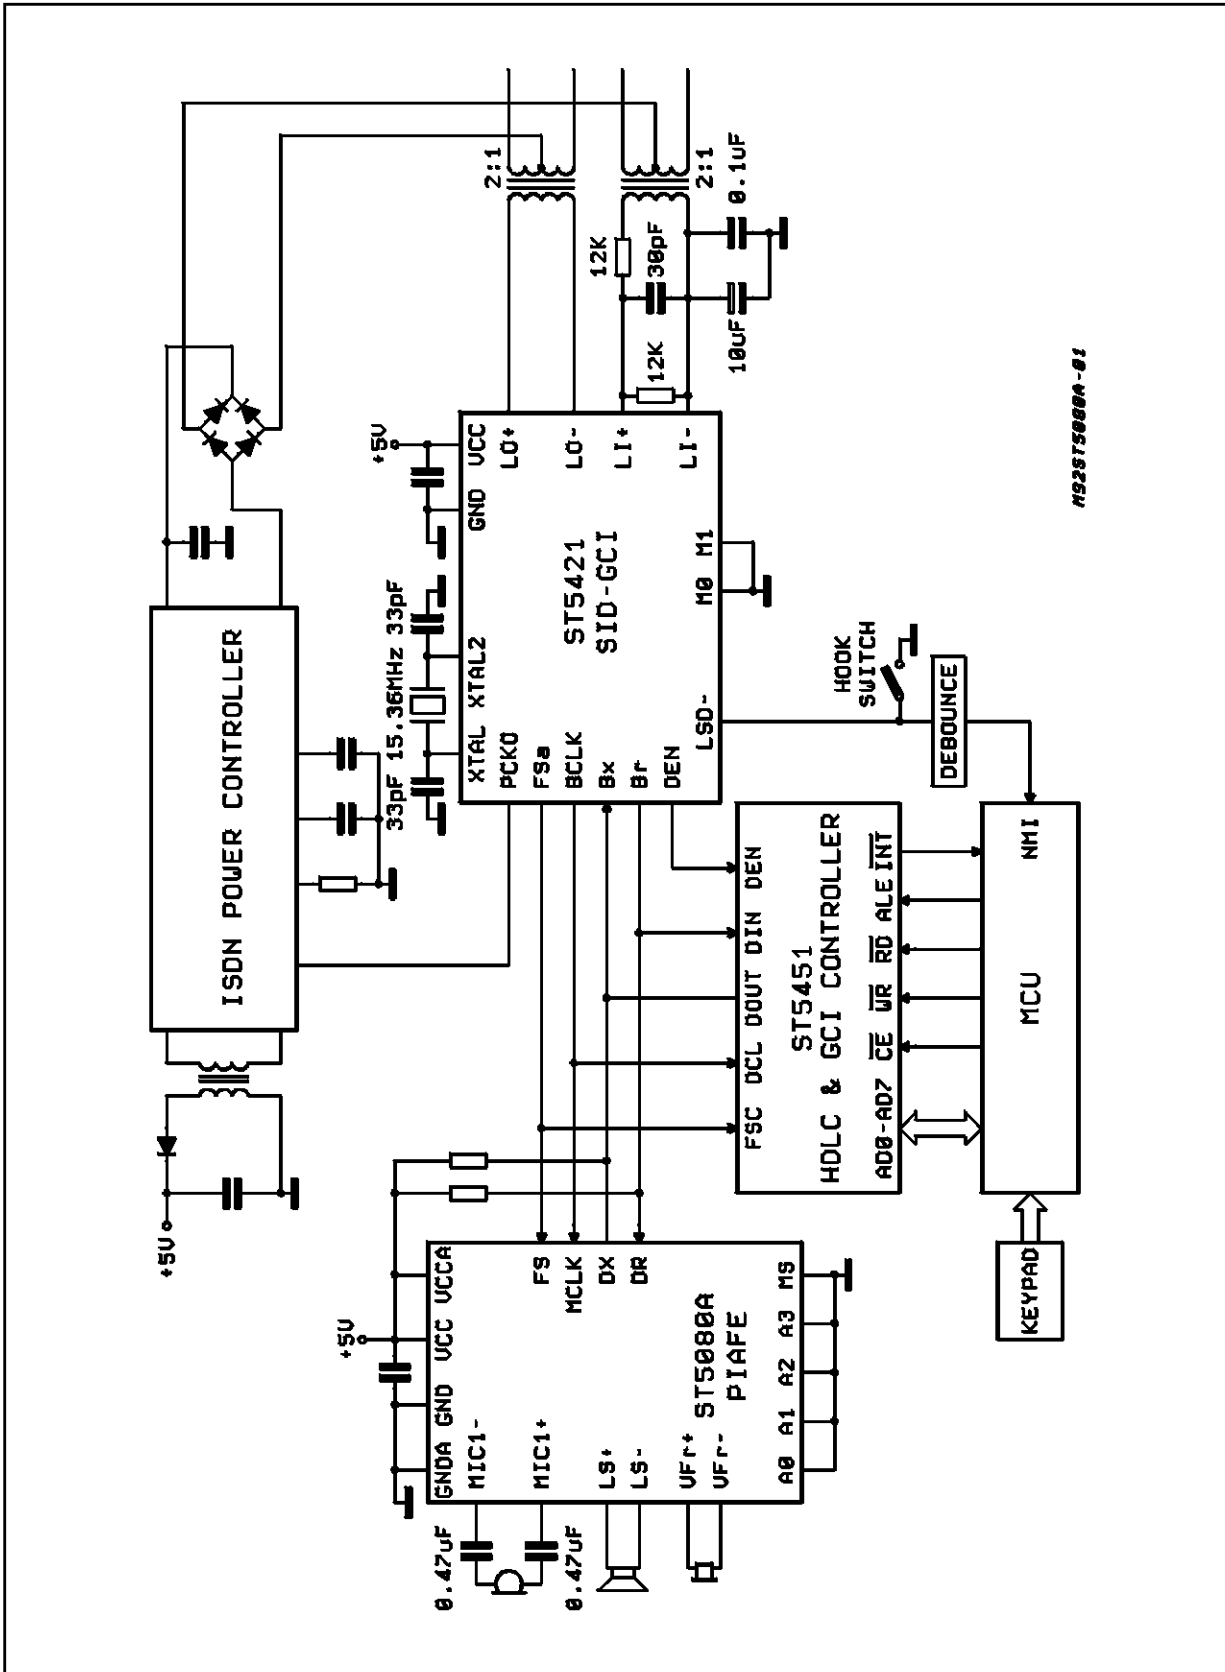 +5V
ISDN POWER CONTROLLER
2:1
2:1
12K
30pF
0.1uF
10uF
12K
+5V
33pF 15.36MHz 33pF
XTAL XTAL2 GND VCC
PCKO
FSa
BCLK
Bx
Br
DEN
LSD-
M0 M1
LO+
LO-
LI+
LI-
ST5421
SID-GCI
HOOK
SWITCH
DEBOUNCE
+5V
GNDA GND VCC VCCA
MIC1-
MIC1+
LS+
LS-
VFr+
VFr-
FS
MCLK
DX
DR
ST5080A
PIAFE
A0 A1 A2 A3 MS
0.47uF
0.47uF
FSC DCL DOUT DIN DEN
ST5451
HDLC & GCI CONTROLLER
AD0-AD7 CE WR RD ALE INT
NMI
MCU
KEYPAD
M92ST5080A-01